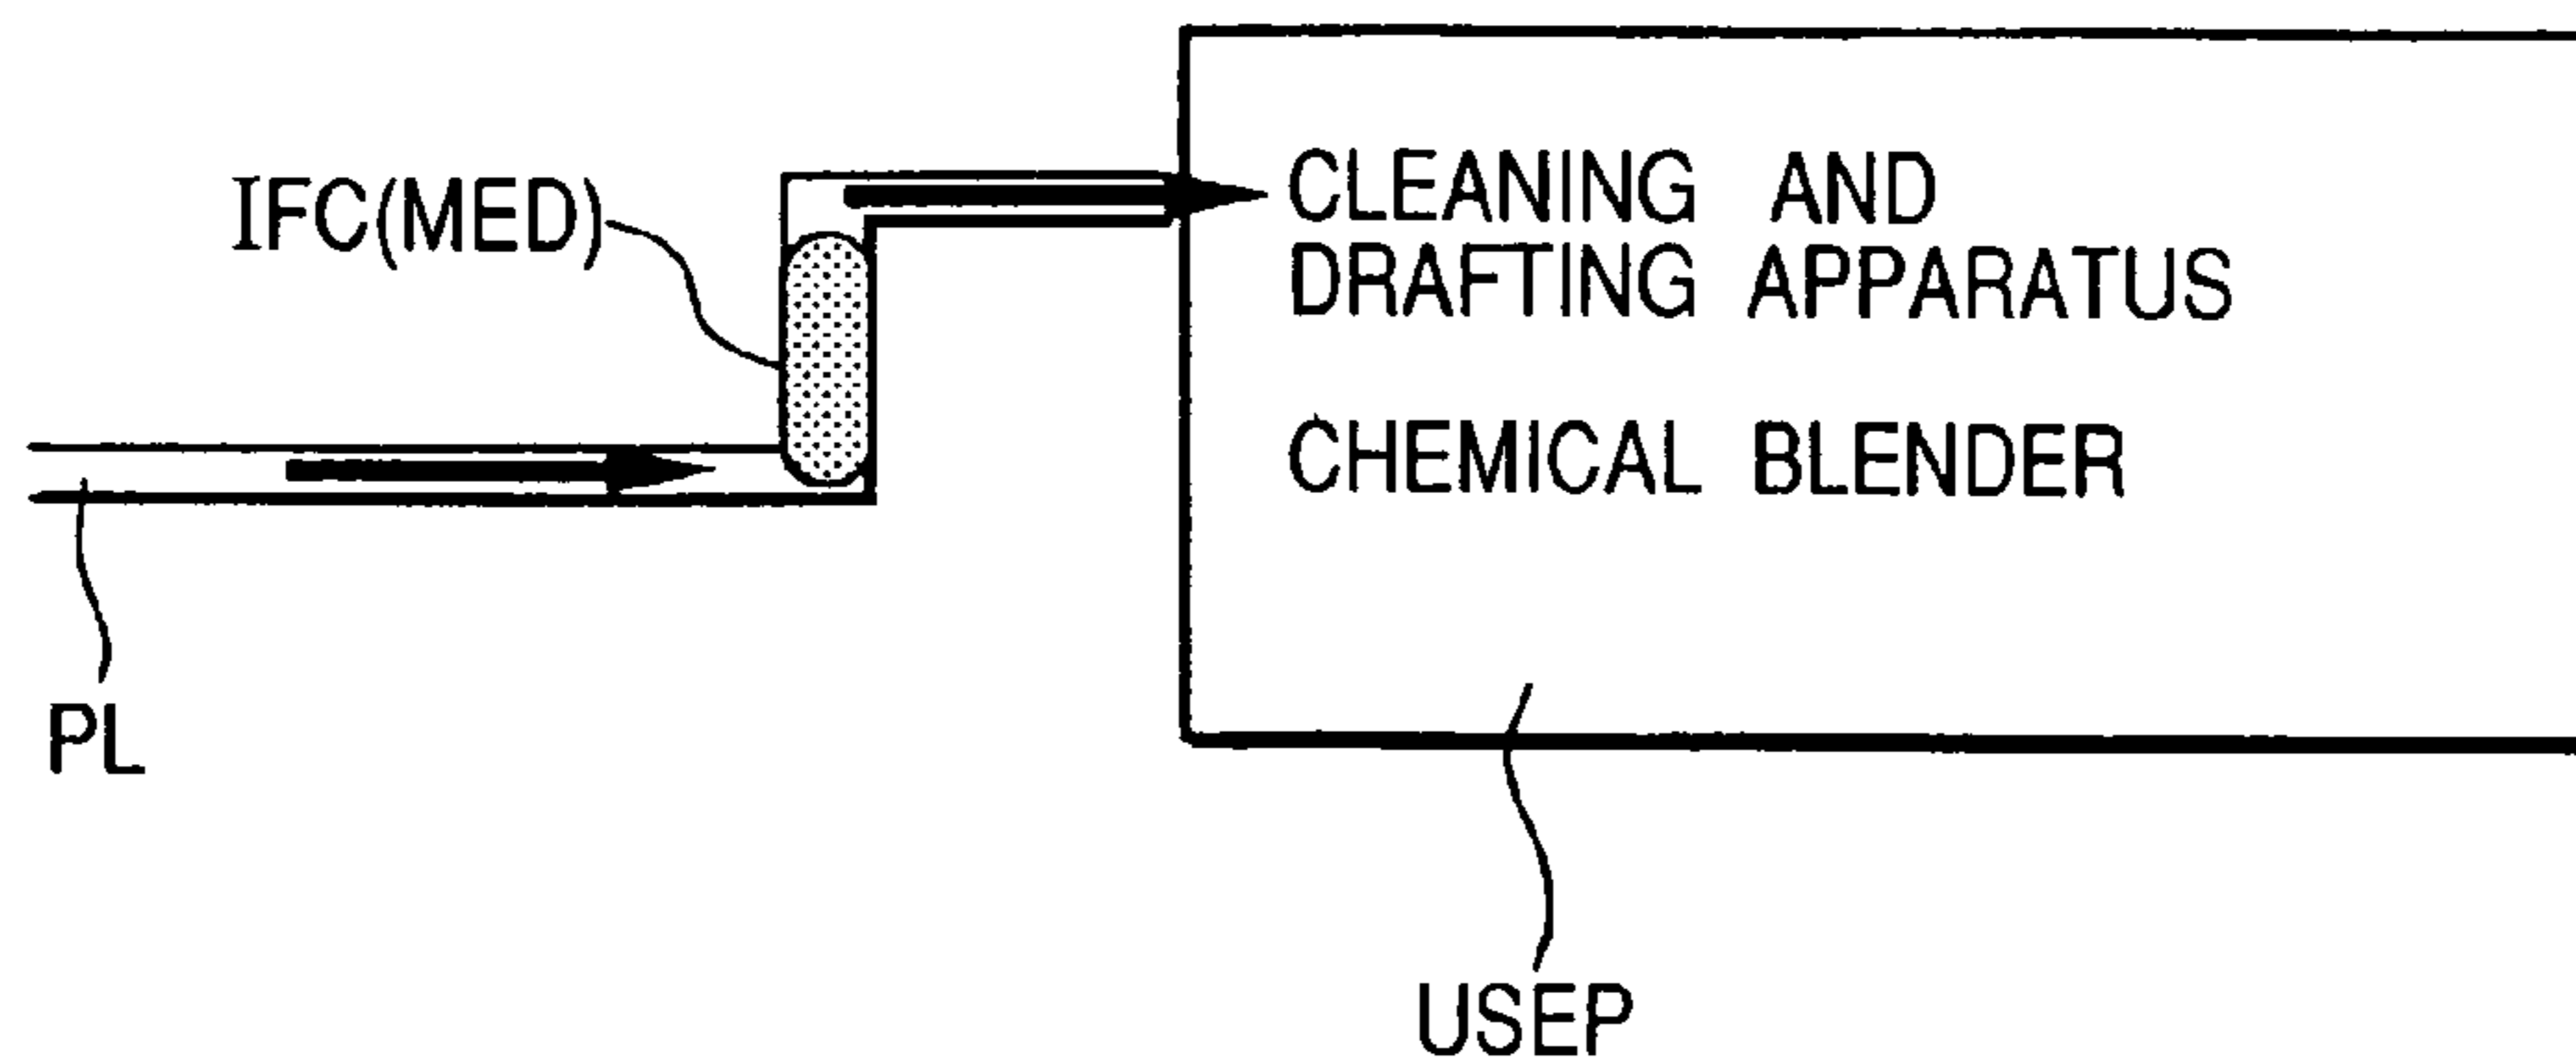 IFC(MED)
CLEANING AND
DRAFTING APPARATUS
CHEMICAL BLENDER
PL
USEP